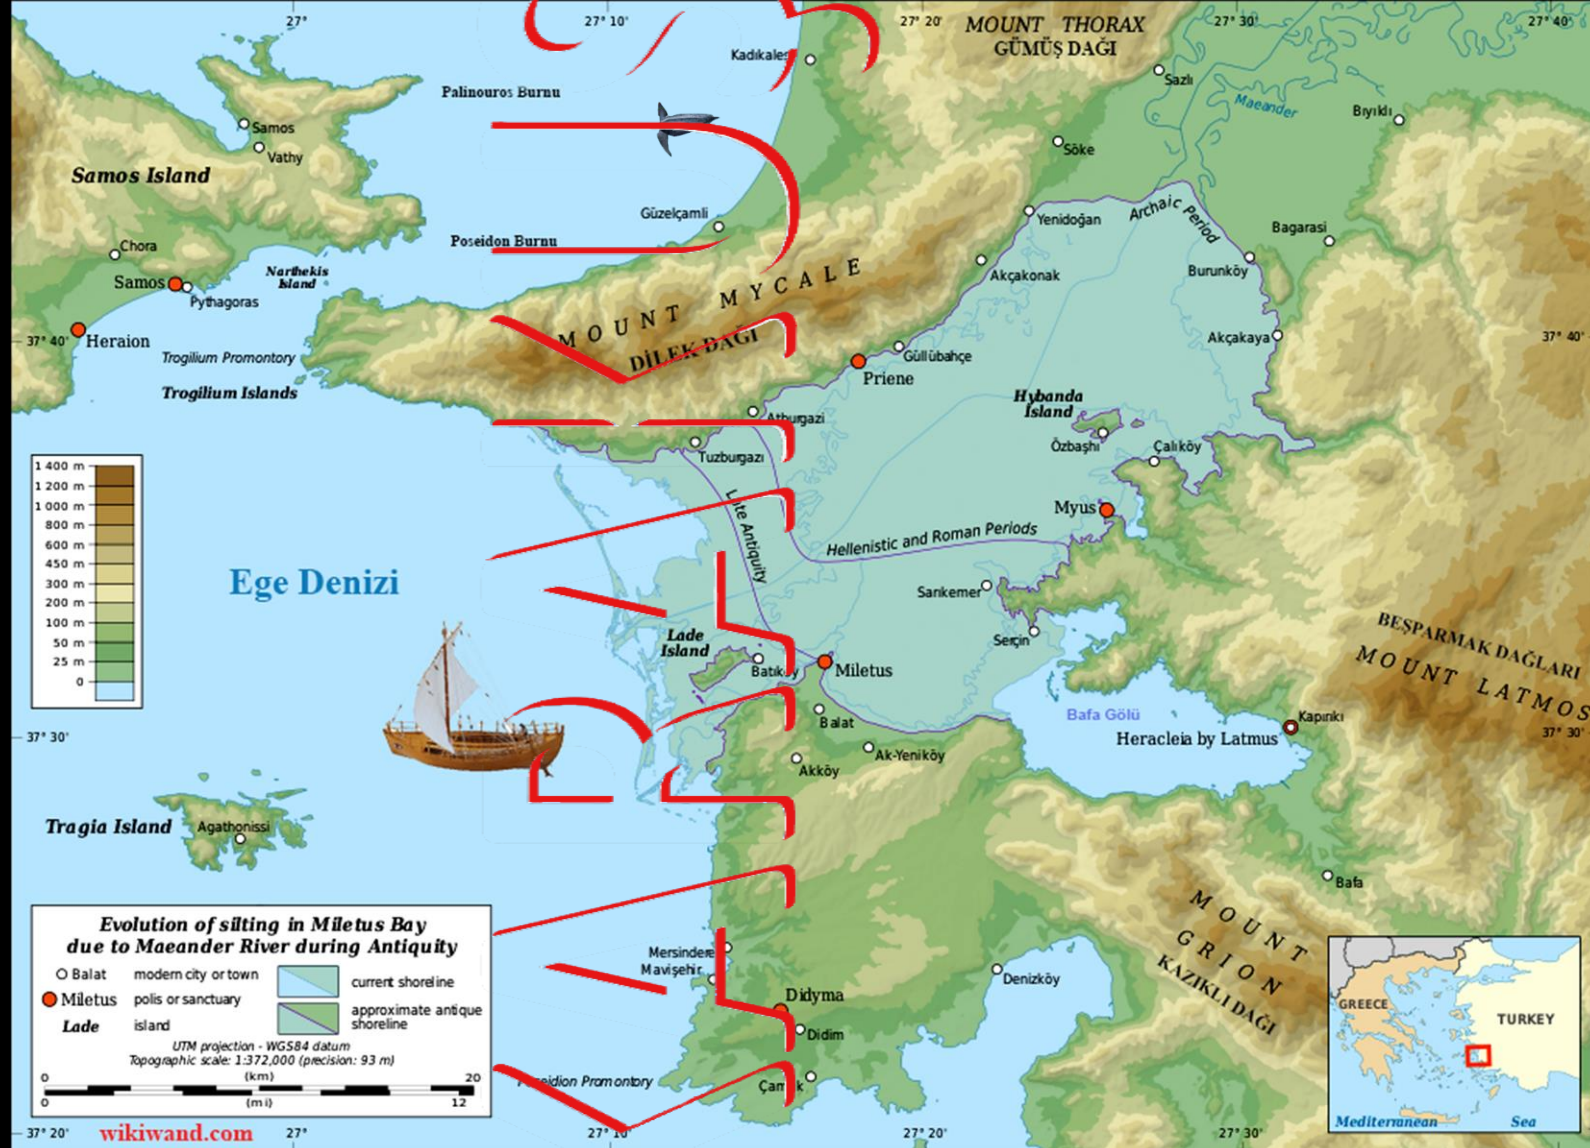 27°
27° 10'
27° 20'
27° 30'
27° 40'
MOUNT THORAX
GÜMÜŞ DAĞI
Kadıkales
Sazlı
Palinouros Burnu
Maeander
Bıyıklı
Samos
Vathy
Söke
Samos Island
Güzelçamlı
Yenidoğan
Archaic Period
Bagarasi
Poseidon Burnu
Chora
Samos
Pythagoras
Narthekis
Island
Akçakonak
Burunköy
MOUNT MYCALE
DİLEK DAĞI
Heraion
37° 40'
Trogilium Promontory
Trogilium Islands
Güllübahçe
Priene
Akçakaya
37° 40'
Hybanda
Island
Atburgazi
Özbaşhı
Çalıköy
Tuzburgazı
1 400 m
1 200 m
1 000 m
800 m
600 m
450 m
300 m
200 m
100 m
50 m
25 m
0
Late Antiquity
Myus
Hellenistic and Roman Periods
Ege Denizi
Sarıkemer
Serçin
Lade
Island
Batıköy
Miletus
BEŞPARMAK DAĞLARI
MOUNT LATMOS
Balat
Bafa Gölü
Kapırıkı
Heracleia by Latmus
37° 30'
37° 30'
Akköy
Ak-Yeniköy
Tragia Island
Agathonissi
Bafa
MOUNT
GRION
KAZIKLI DAĞI
Mersindere
Mavişehir
Denizköy
Didyma
Didim
Çamlık
Poseidion Promontory
Evolution of silting in Miletus Bay
due to Maeander River during Antiquity
Balat modern city or town
Miletus polis or sanctuary
Lade island
current shoreline
approximate antique
shoreline
UTM projection - WGS84 datum
Topographic scale: 1:372,000 (precision: 93 m)
0 (km) 20
0 (mi) 12
GREECE
TURKEY
Mediterranean Sea
37° 20'
wikiwand.com
27°
27° 10'
27° 20'
27° 30'